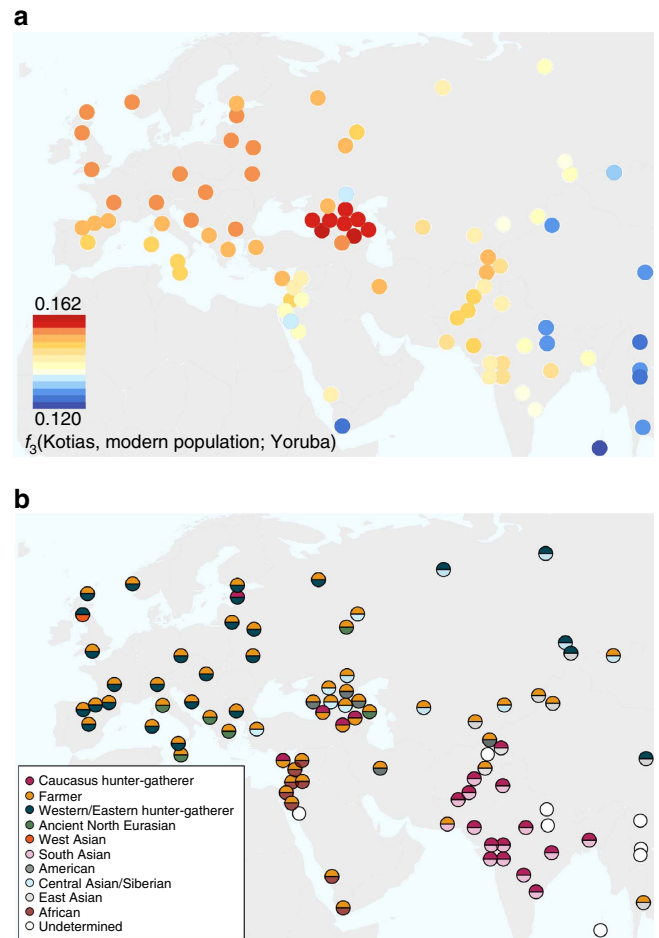 a
0.162
0.120
f3(Kotias, modern population; Yoruba)
b
Caucasus hunter-gatherer
Farmer
Western/Eastern hunter-gatherer
Ancient North Eurasian
West Asian
South Asian
American
Central Asian/Siberian
East Asian
African
Undetermined